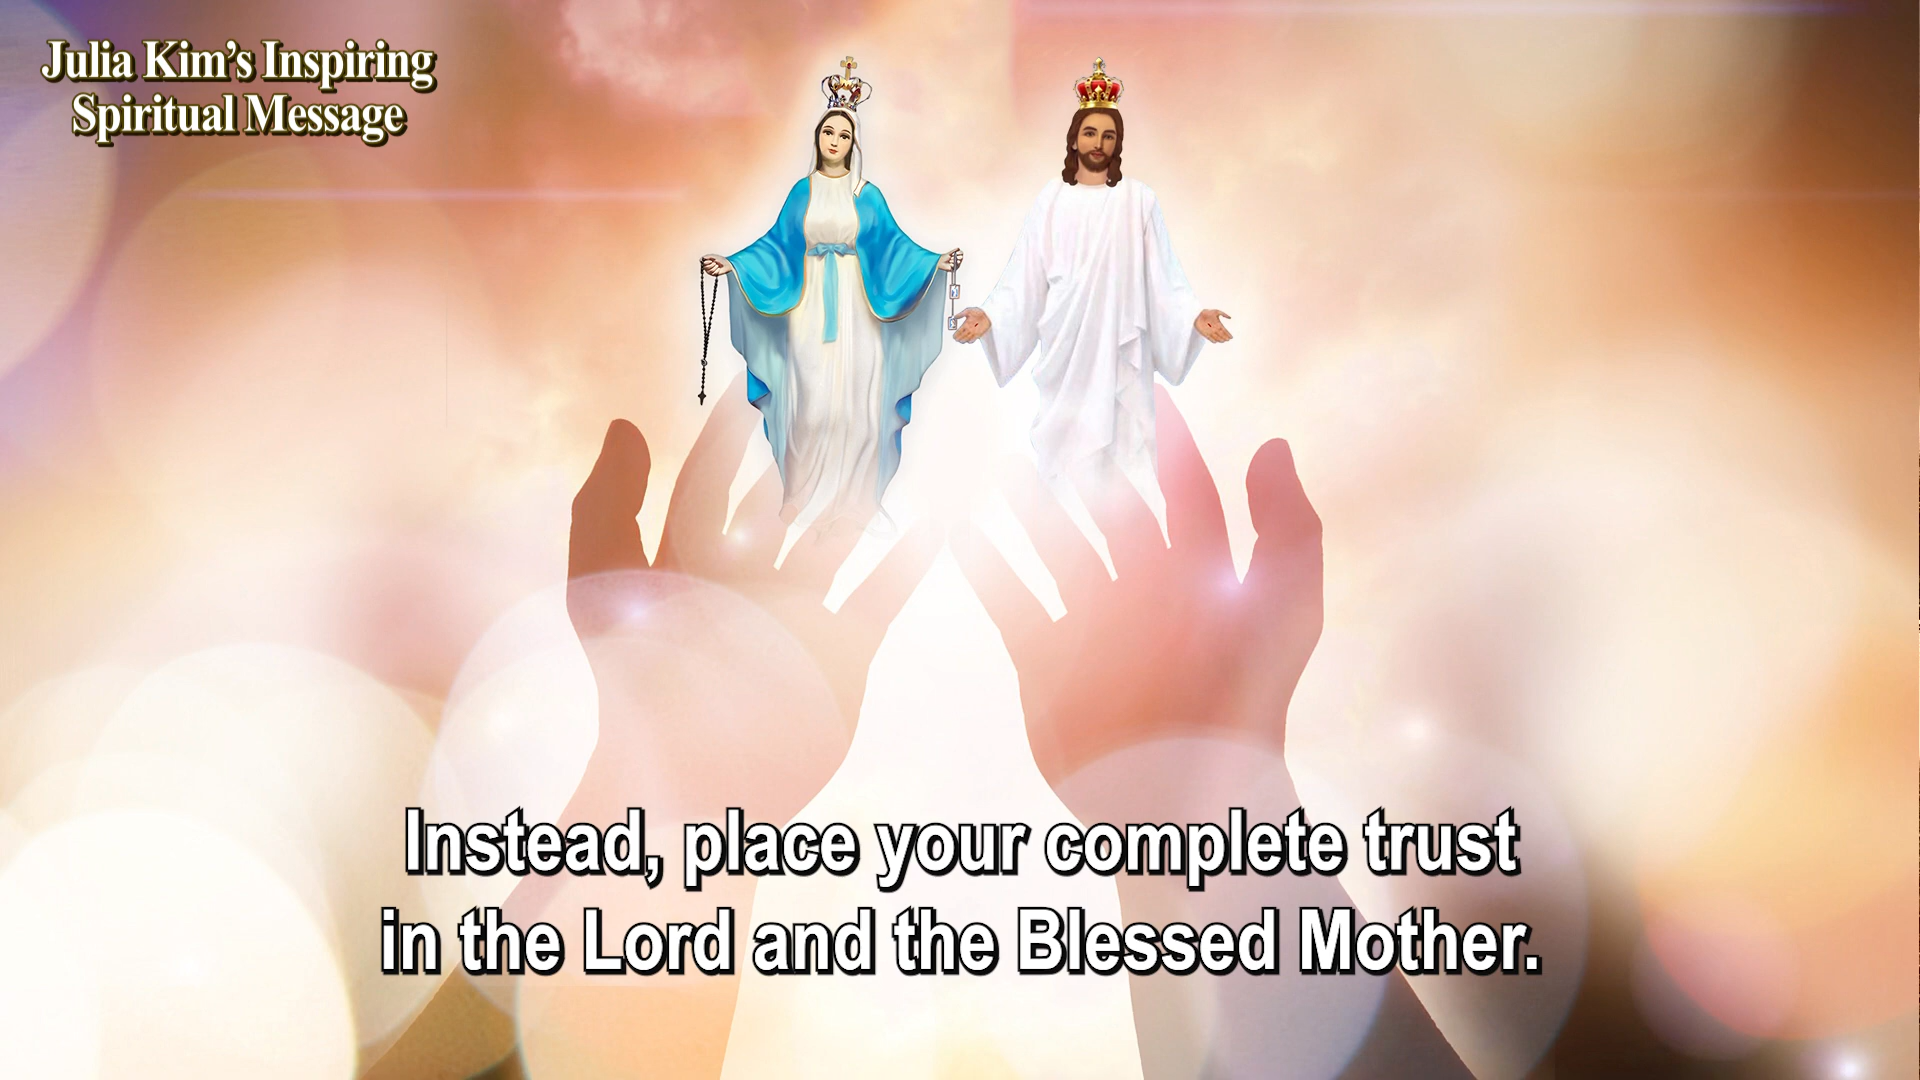 Julia Kim's Inspiring
Spiritual Message
Instead, place your complete trust
in the Lord and the Blessed Mother.